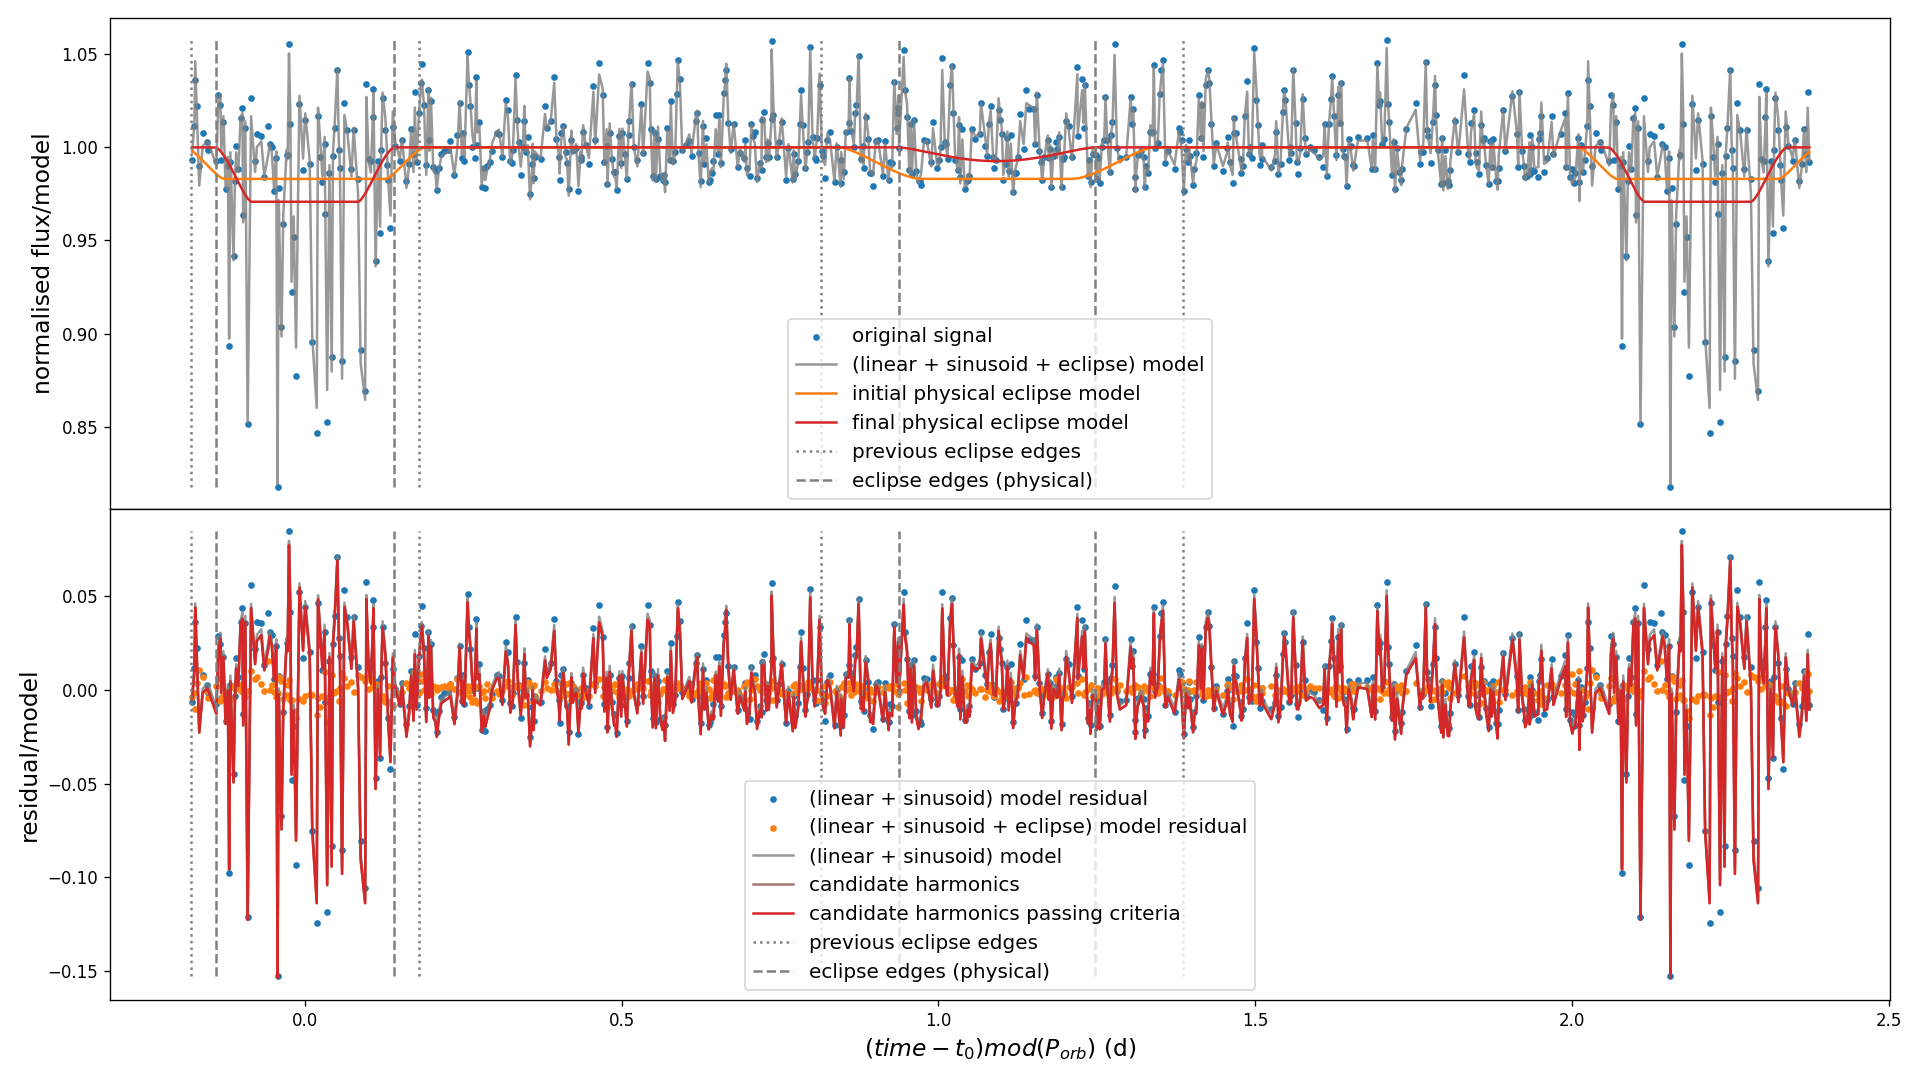 normalised flux/model
1.05
1.00
0.95
0.90
0.85
original signal
(linear + sinusoid + eclipse) model
initial physical eclipse model
final physical eclipse model
previous eclipse edges
eclipse edges (physical)
residual/model
0.05
0.00
−0.05
−0.10
−0.15
(linear + sinusoid) model residual
(linear + sinusoid + eclipse) model residual
(linear + sinusoid) model
candidate harmonics
candidate harmonics passing criteria
previous eclipse edges
eclipse edges (physical)
0.0 0.5 1.0 1.5 2.0 2.5
(time − t₀)mod(P_orb) (d)